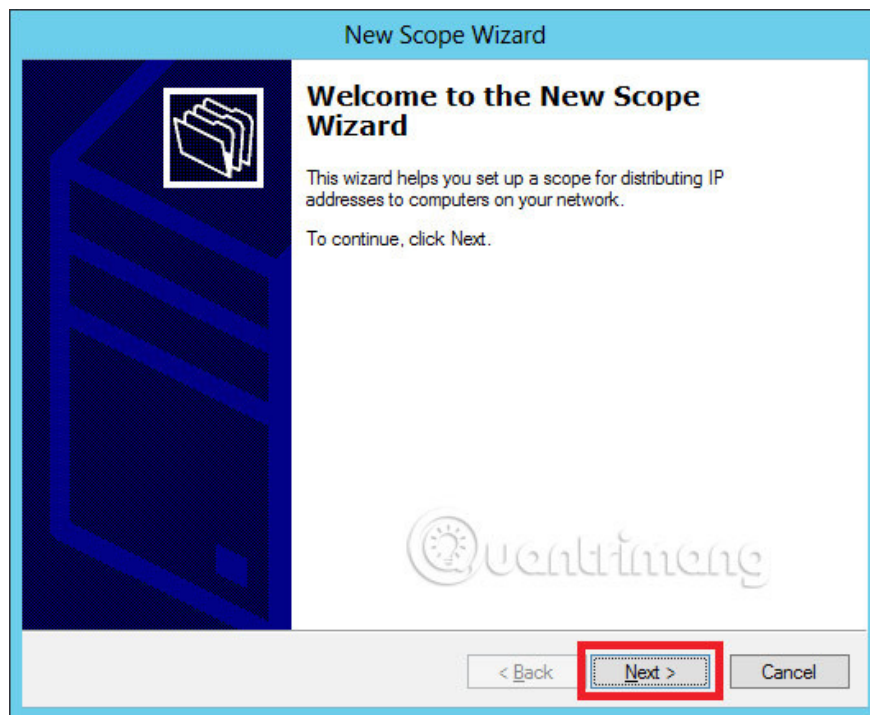 New Scope Wizard
Welcome to the New Scope
Wizard
This wizard helps you set up a scope for distributing IP
addresses to computers on your network.
To continue, click Next.
Quantrimang
< Back Next > Cancel